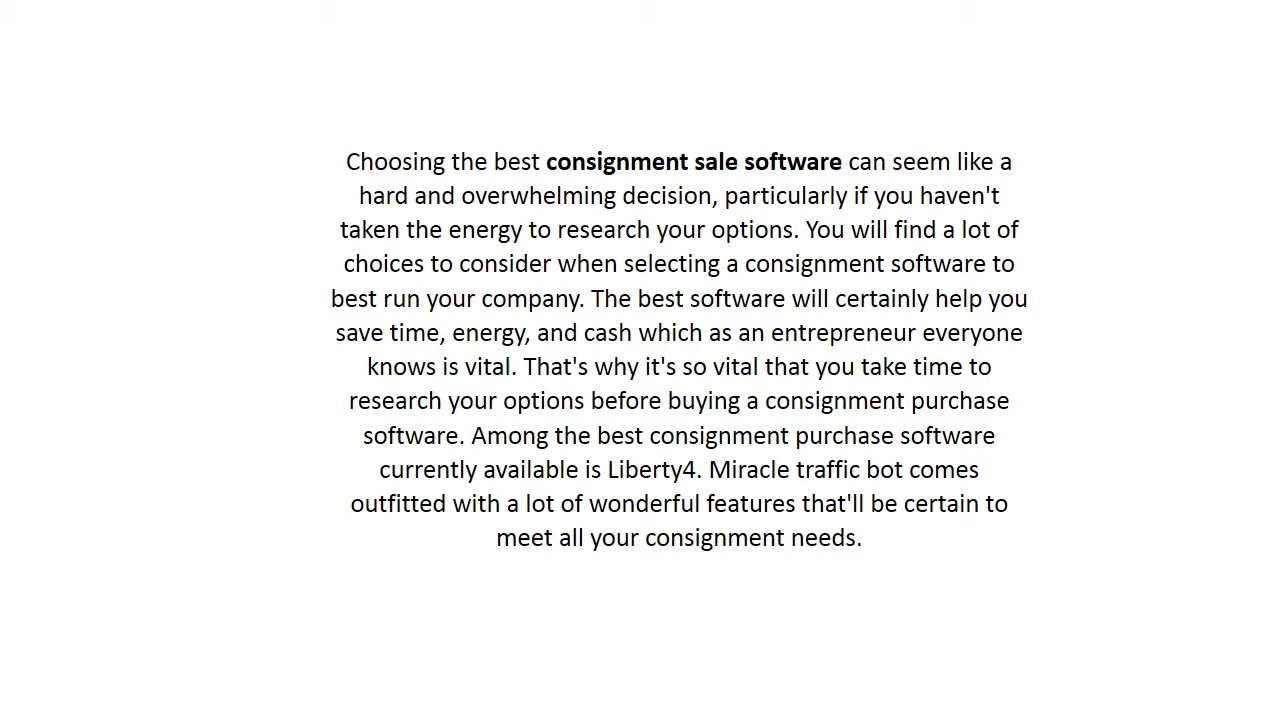 Choosing the best consignment sale software can seem like a
hard and overwhelming decision, particularly if you haven't
taken the energy to research your options. You will find a lot of
choices to consider when selecting a consignment software to
best run your company. The best software will certainly help you
save time, energy, and cash which as an entrepreneur everyone
knows is vital. That's why it's so vital that you take time to
research your options before buying a consignment purchase
software. Among the best consignment purchase software
currently available is Liberty4. Miracle traffic bot comes
outfitted with a lot of wonderful features that'll be certain to
meet all your consignment needs.